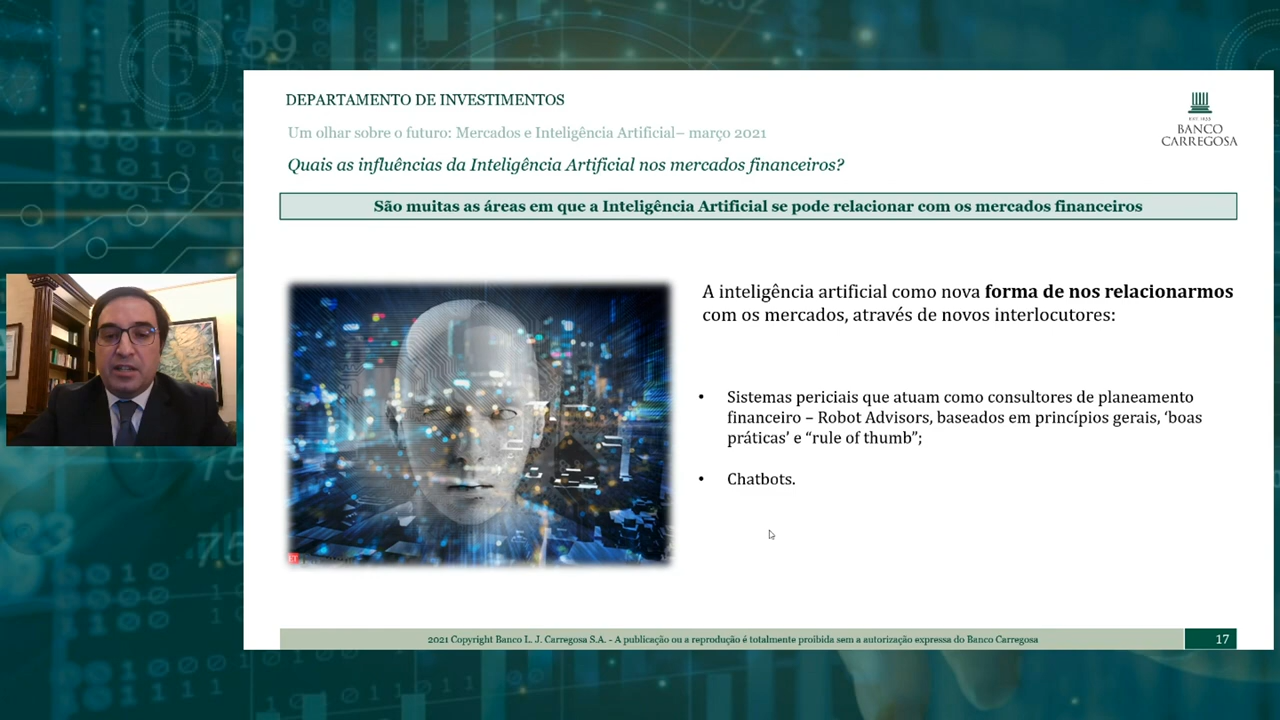 DEPARTAMENTO DE INVESTIMENTOS
Um olhar sobre o futuro: Mercados e Inteligência Artificial– março 2021
Quais as influências da Inteligência Artificial nos mercados financeiros?
EST. 1833
BANCO
CARREGOSA
São muitas as áreas em que a Inteligência Artificial se pode relacionar com os mercados financeiros
A inteligência artificial como nova forma de nos relacionarmos
com os mercados, através de novos interlocutores:
• Sistemas periciais que atuam como consultores de planeamento
financeiro – Robot Advisors, baseados em princípios gerais, ‘boas
práticas’ e “rule of thumb”;
• Chatbots.
ET
2021 Copyright Banco L. J. Carregosa S.A. - A publicação ou a reprodução é totalmente proibida sem a autorização expressa do Banco Carregosa
17